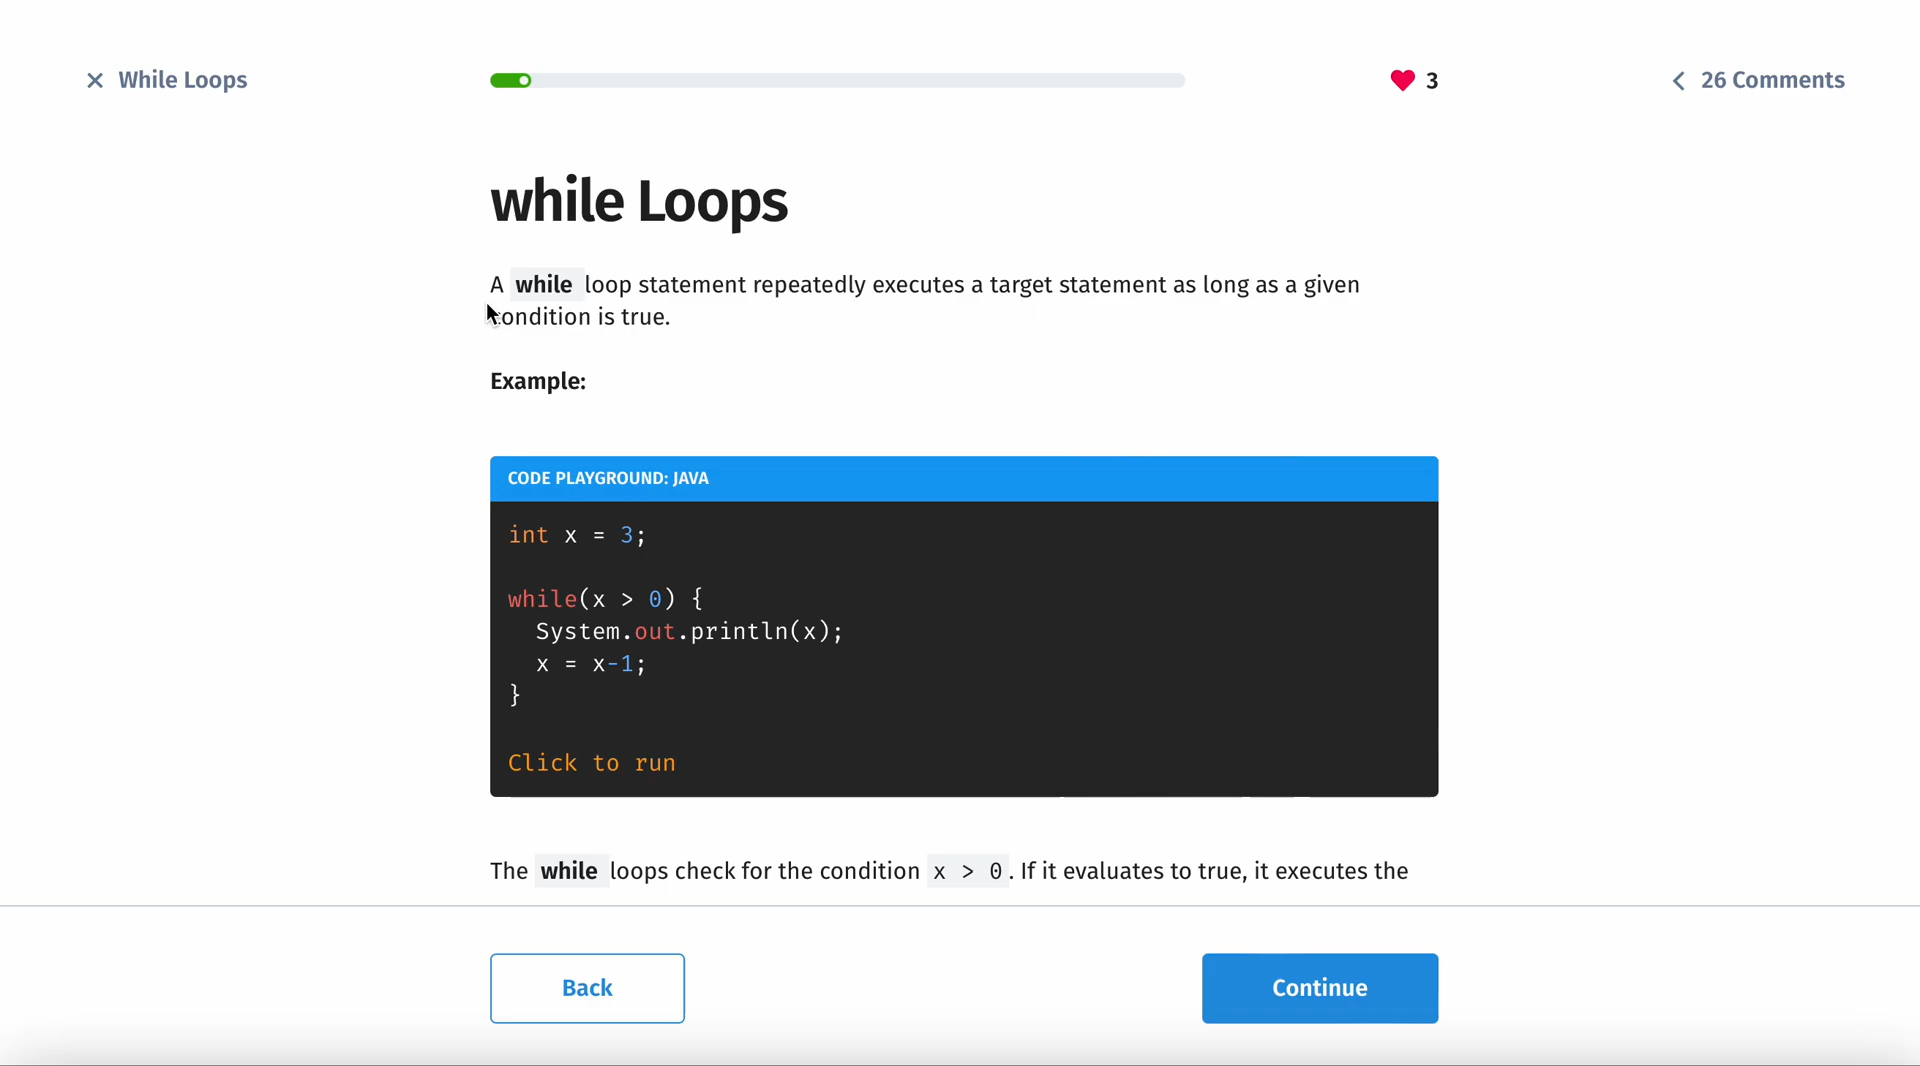 While Loops
3
26 Comments
while Loops
A while loop statement repeatedly executes a target statement as long as a given
condition is true.
Example:
CODE PLAYGROUND: JAVA
int x = 3;
while(x > 0) {
  System.out.println(x);
  x = x-1;
}
Click to run
The while loops check for the condition x > 0. If it evaluates to true, it executes the
Back
Continue